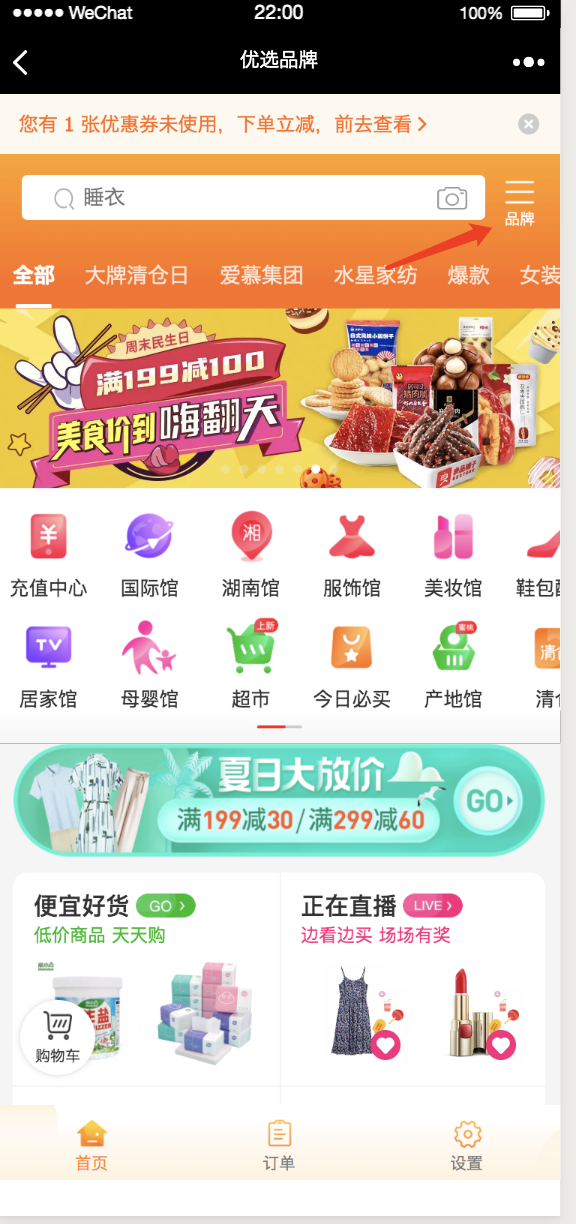 WeChat 22:00 100%
优选品牌
您有 1 张优惠券未使用，下单立减，前去查看
睡衣
品牌
全部 大牌清仓日 爱慕集团 水星家纺 爆款 女装
周末民生日
满199减100
美食价到嗨翻天
¥ 湘
充值中心 国际馆 湖南馆 服饰馆 美妆馆 鞋包配
TV 上新 蜜桃 清仓
居家馆 母婴馆 超市 今日必买 产地馆 清仓
夏日大放价
满199减30/满299减60
GO
便宜好货 GO
低价商品 天天购
正在直播 LIVE
边看边买 场场有奖
购物车
首页 订单 设置